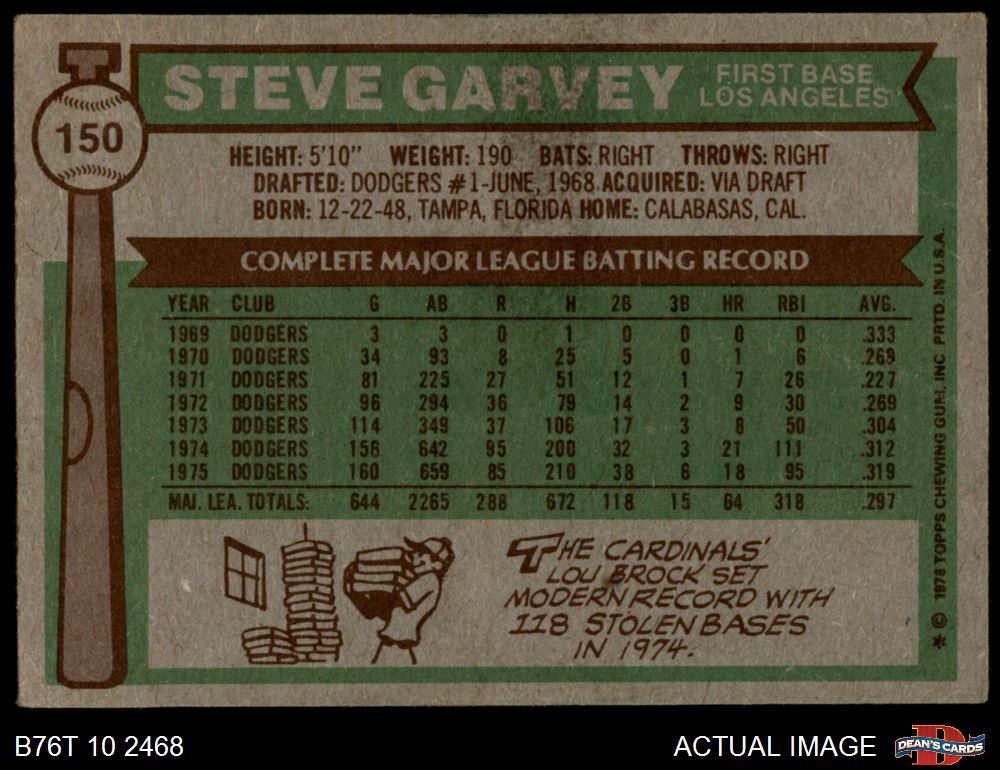 150
STEVE GARVEY
FIRST BASE
LOS ANGELES
HEIGHT: 5'10" WEIGHT: 190 BATS: RIGHT THROWS: RIGHT
DRAFTED: DODGERS #1-JUNE, 1968. ACQUIRED: VIA DRAFT
BORN: 12-22-48, TAMPA, FLORIDA HOME: CALABASAS, CAL.
COMPLETE MAJOR LEAGUE BATTING RECORD
YEAR CLUB G AB R H 2B 3B HR RBI AVG.
1969 DODGERS 3 3 0 1 0 0 0 0 .333
1970 DODGERS 34 93 8 25 5 0 1 6 .269
1971 DODGERS 81 225 27 51 12 1 7 26 .227
1972 DODGERS 96 294 36 79 14 2 9 30 .269
1973 DODGERS 114 349 37 106 17 3 8 50 .304
1974 DODGERS 156 642 95 200 32 3 21 111 .312
1975 DODGERS 160 659 85 210 38 6 18 95 .319
MAJ. LEA. TOTALS: 644 2265 288 672 118 15 64 318 .297
THE CARDINALS'
LOU BROCK SET
MODERN RECORD WITH
118 STOLEN BASES
IN 1974.
* © 1976 TOPPS CHEWING GUM, INC PRTD. IN U.S.A.
B76T 10 2468
ACTUAL IMAGE
D
DEAN'S CARDS